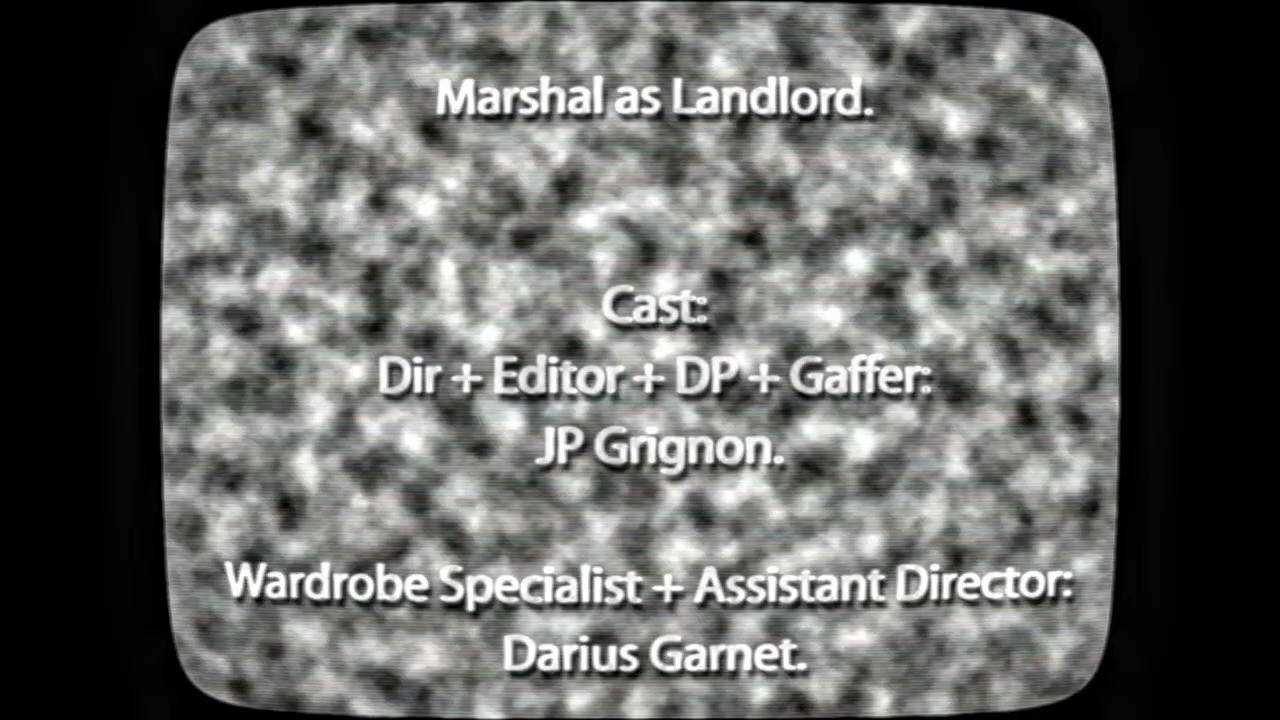 Marshal as Landlord.
Cast:
Dir + Editor + DP + Gaffer:
JP Grignon.
Wardrobe Specialist + Assistant Director:
Darius Garnet.